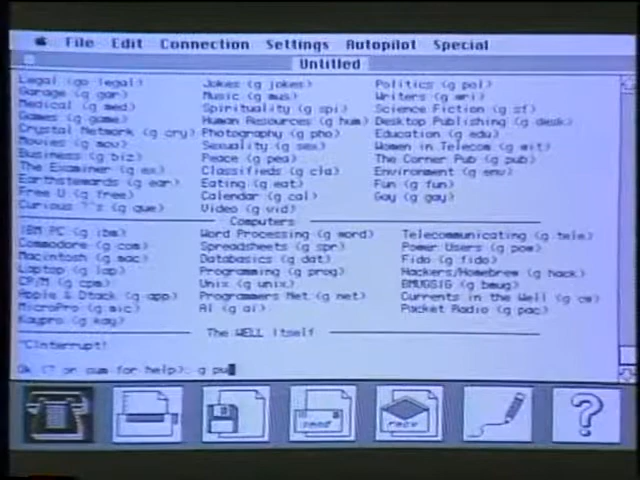 File Edit Connection Settings Autopilot Special
Untitled
Legal (go legal) Jokes (g jokes) Politics (g pol)
Garage (g gar) Music (g mus) Writers (g wri)
Medical (g med) Spirituality (g spi) Science Fiction (g sf)
Games (g game) Human Resources (g hum) Desktop Publishing (g desk)
Crystal Network (g cry) Photography (g pho) Education (g edu)
Movies (g mov) Sexuality (g sex) Women in Telecom (g wit)
Business (g biz) Peace (g pea) The Corner Pub (g pub)
The Examiner (g ex) Classifieds (g cla) Environment (g env)
Earthstewards (g ear) Eating (g eat) Fun (g fun)
Free U (g free) Calendar (g cal) Gay (g gay)
Curious ?'s (g que) Video (g vid)
Computers
IBM PC (g ibm) Word Processing (g word) Telecommunicating (g tele)
Commodore (g com) Spreadsheets (g spr) Power Users (g pow)
Macintosh (g mac) Databasics (g dat) Fido (g fido)
Laptop (g lap) Programming (g prog) Hackers/Homebrew (g hack)
CP/M (g cpm) Unix (g unix) BMUGSIG (g bmug)
Apple & Dtack (g app) Programmers Net (g net) Currents in the Well (g cw)
MicroPro (g mic) AI (g ai) Packet Radio (g pac)
Kaypro (g kay)
The WELL Itself
^CInterrupt!
Ok (? or sum for help): g pu
send recv ?